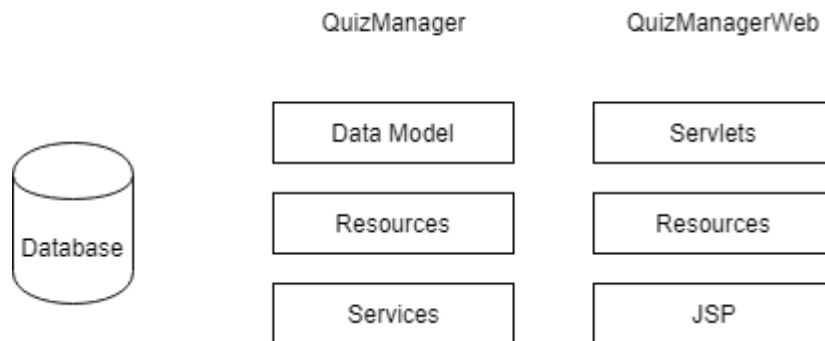 QuizManager
QuizManagerWeb
Data Model
Servlets
Database
Resources
Resources
Services
JSP